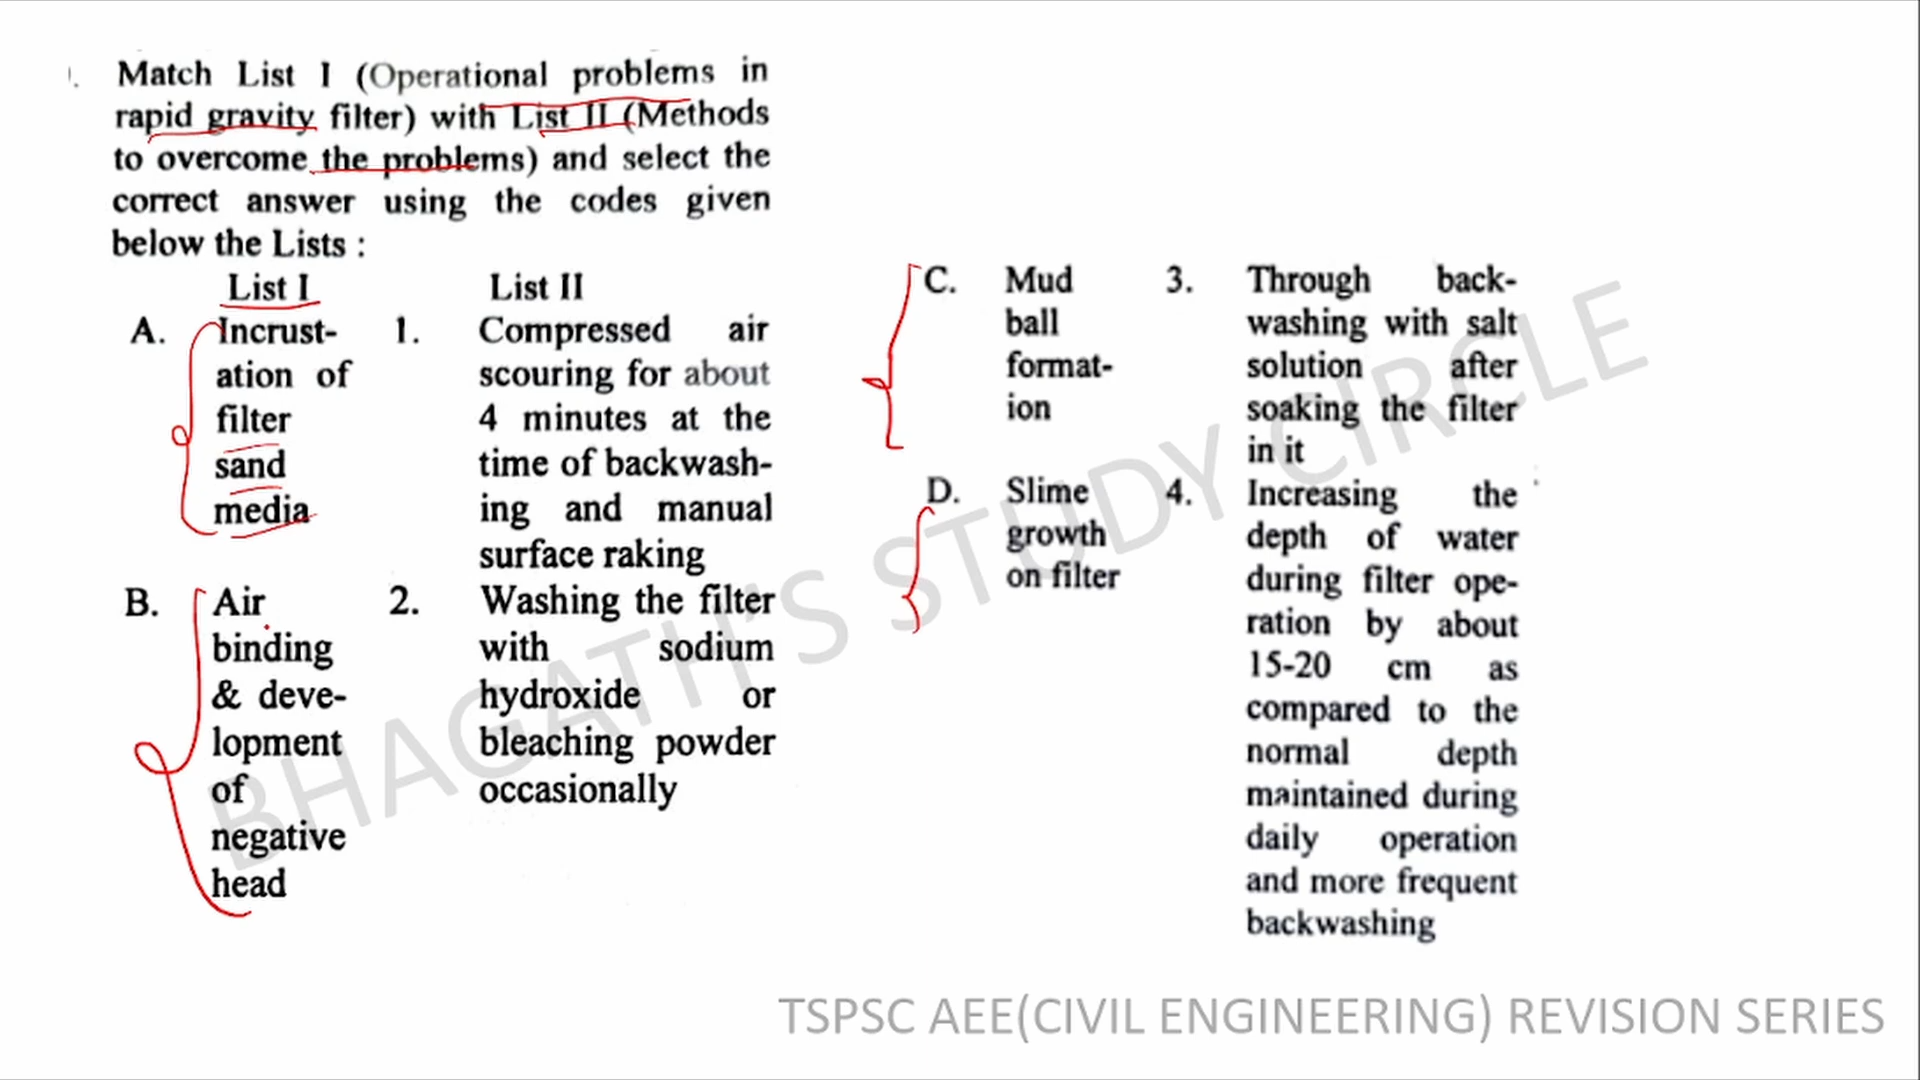 Match List I (Operational problems in
rapid gravity filter) with List II (Methods
to overcome the problems) and select the
correct answer using the codes given
below the Lists :
List I List II
A. Incrust- 1. Compressed air
ation of scouring for about
filter 4 minutes at the
sand time of backwash-
media ing and manual
surface raking
B. Air 2. Washing the filter
binding with sodium
& deve- hydroxide or
lopment bleaching powder
of occasionally
negative
head
C. Mud 3. Through back-
ball washing with salt
format- solution after
ion soaking the filter
in it
D. Slime 4. Increasing the
growth depth of water
on filter during filter ope-
ration by about
15-20 cm as
compared to the
normal depth
maintained during
daily operation
and more frequent
backwashing
BHAGATH'S STUDY CIRCLE
TSPSC AEE(CIVIL ENGINEERING) REVISION SERIES